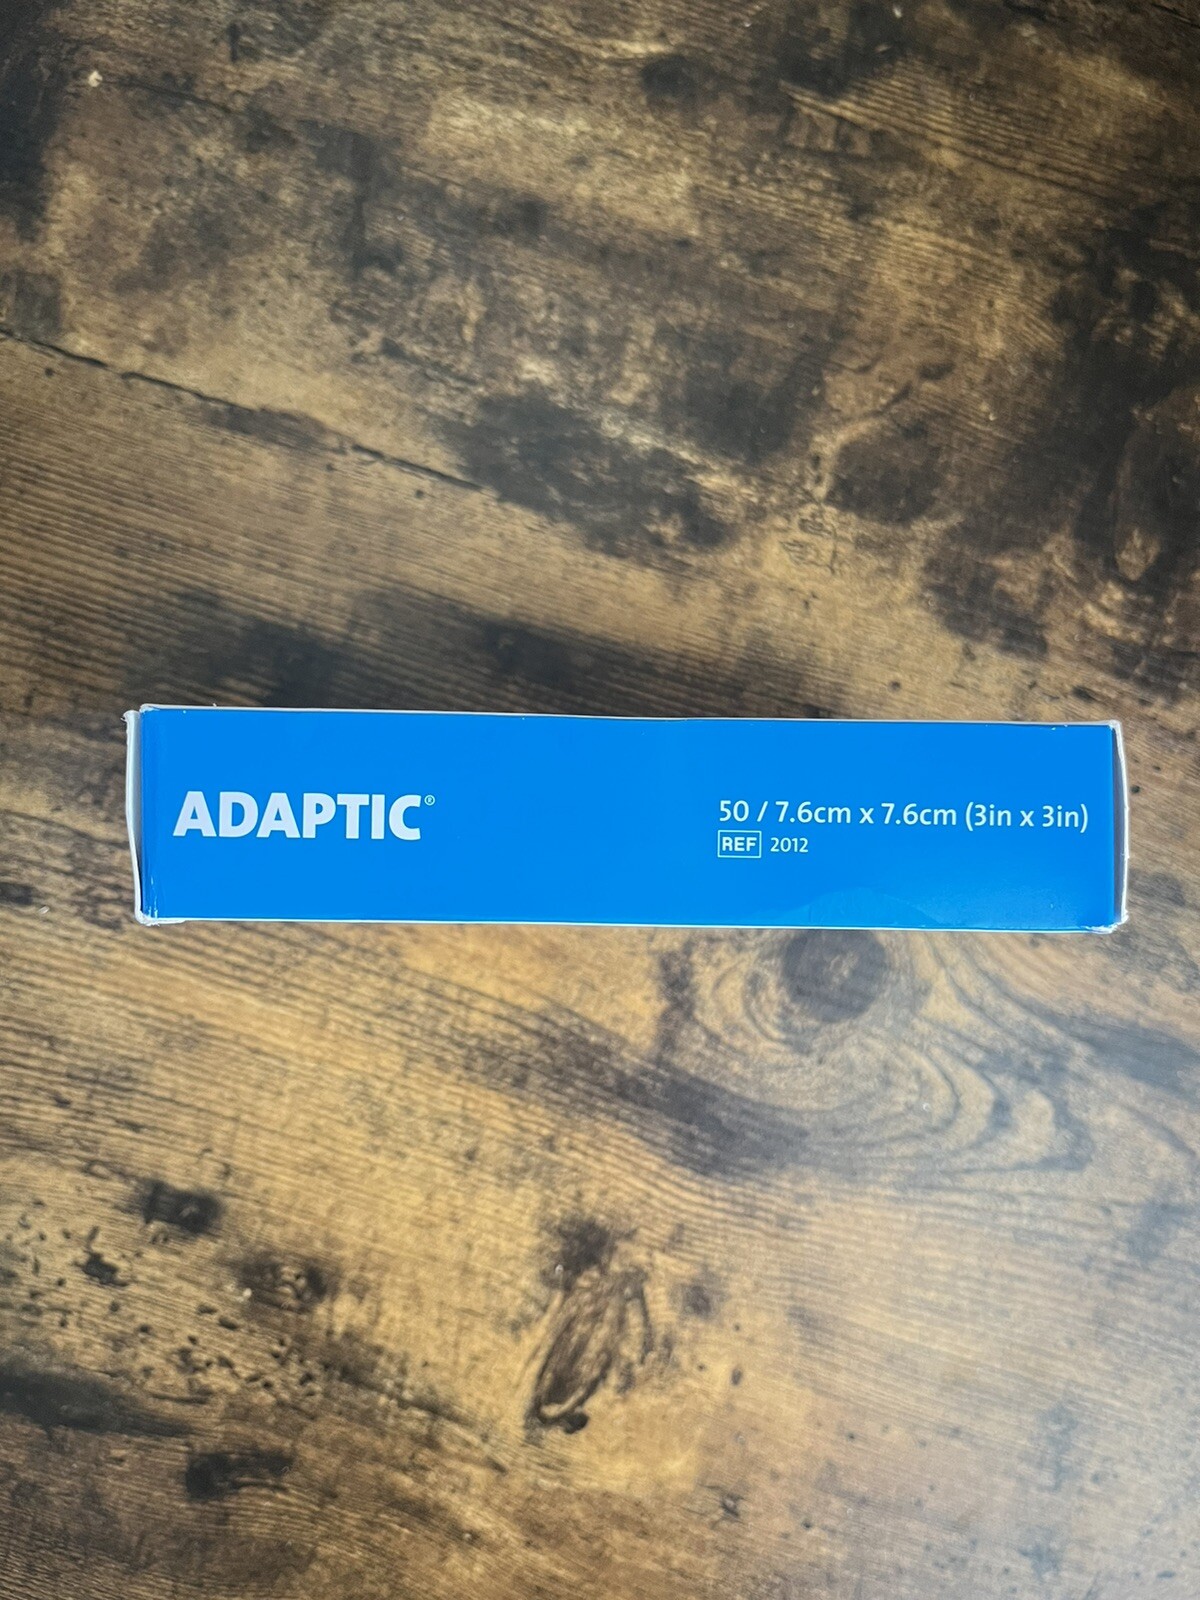 ADAPTIC®
50 / 7.6cm x 7.6cm (3in x 3in)
REF 2012